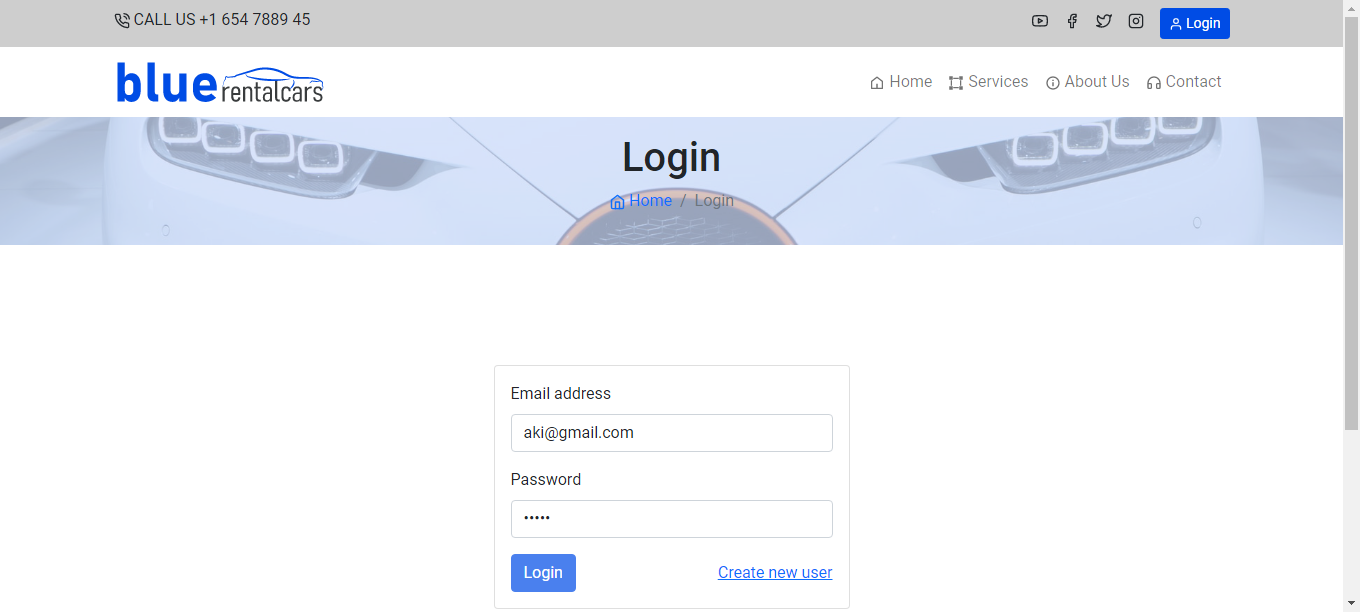 CALL US +1 654 7889 45
Login
blue rentalcars
Home Services About Us Contact
Login
Home / Login
Email address
aki@gmail.com
Password
•••••
Login Create new user